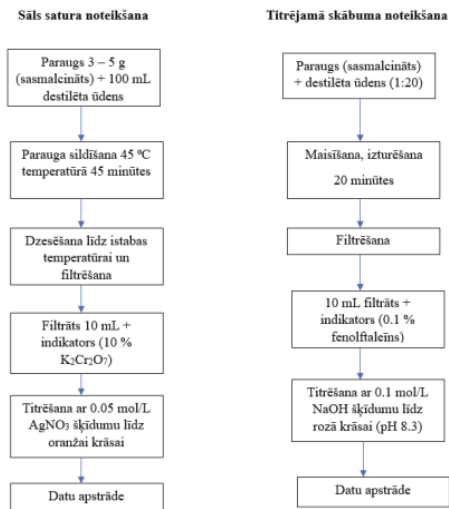 Sāls satura noteikšana
Paraugs 3 – 5 g
(sasmalcināts) + 100 mL
destilēta ūdens
Parauga sildīšana 45 ºC
temperatūrā 45 minūtes
Dzesēšana līdz istabas
temperatūrai un
filtrēšana
Filtrāts 10 mL +
indikators (10 %
K₂Cr₂O₇)
Titrēšana ar 0.05 mol/L
AgNO₃ šķīdumu līdz
oranžai krāsai
Datu apstrāde
Titrējamā skābuma noteikšana
Paraugs (sasmalcināts)
+ destilēta ūdens (1:20)
Maisīšana, izturēšana
20 minūtes
Filtrēšana
10 mL filtrāts +
indikators (0.1 %
fenolftaleīns)
Titrēšana ar 0.1 mol/L
NaOH šķīdumu līdz
rozā krāsai (pH 8.3)
Datu apstrāde